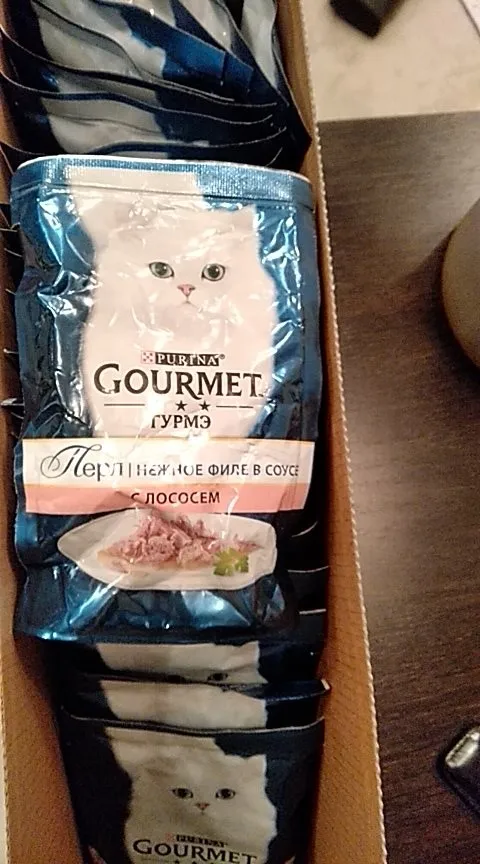 PURINA®
GOURMET
ГУРМЭ
Перл | НЕЖНОЕ ФИЛЕ В СОУСЕ
С ЛОСОСЕМ
PURINA
GOURMET